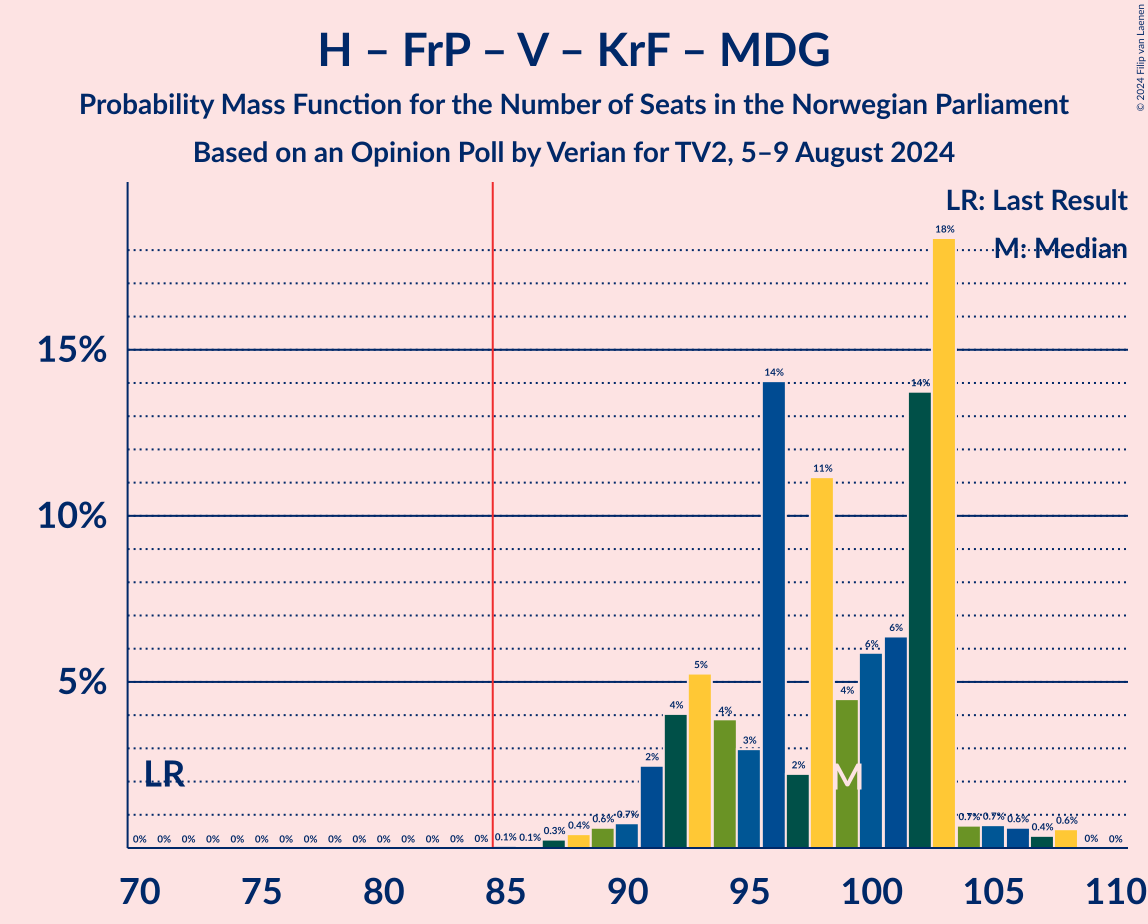 H – FrP – V – KrF – MDG
Probability Mass Function for the Number of Seats in the Norwegian Parliament
Based on an Opinion Poll by Verian for TV2, 5–9 August 2024
© 2024 Filip van Laenen
LR: Last Result
M: Median
15%
10%
5%
LR
M
0% 0% 0% 0% 0% 0% 0% 0% 0% 0% 0% 0% 0% 0% 0% 0.1% 0.1% 0.3% 0.4% 0.6% 0.7% 2% 4% 5% 4% 3% 14% 2% 11% 4% 6% 6% 14% 18% 0.7% 0.7% 0.6% 0.4% 0.6% 0% 0%
70 75 80 85 90 95 100 105 110